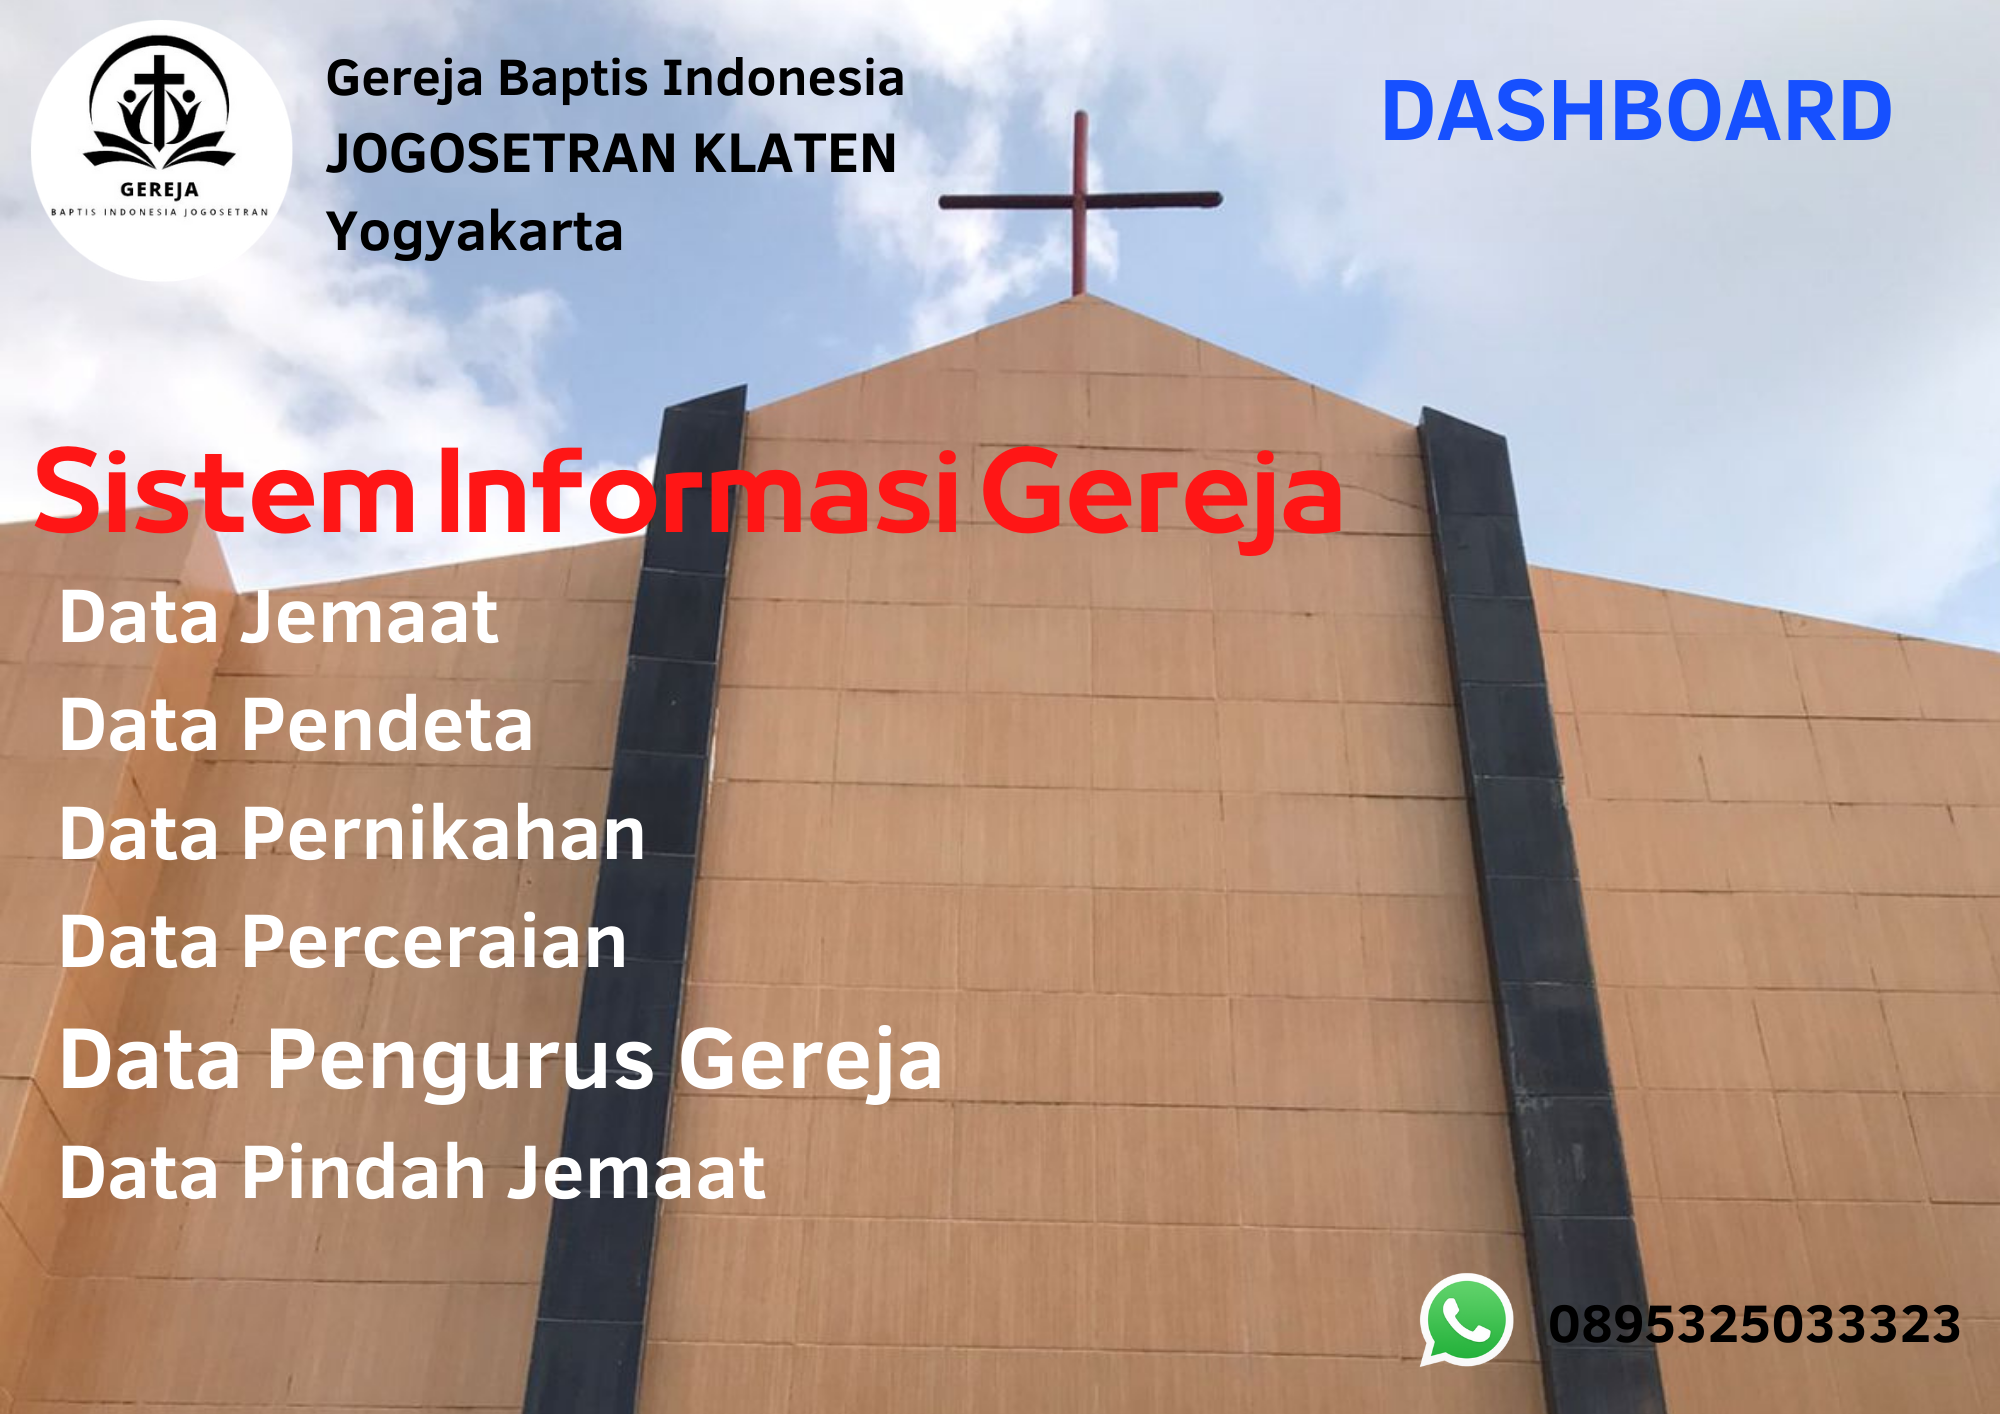 GEREJA
BAPTIS INDONESIA JOGOSETRAN
Gereja Baptis Indonesia
JOGOSETRAN KLATEN
Yogyakarta
DASHBOARD
Sistem Informasi Gereja
Data Jemaat
Data Pendeta
Data Pernikahan
Data Perceraian
Data Pengurus Gereja
Data Pindah Jemaat
0895325033323